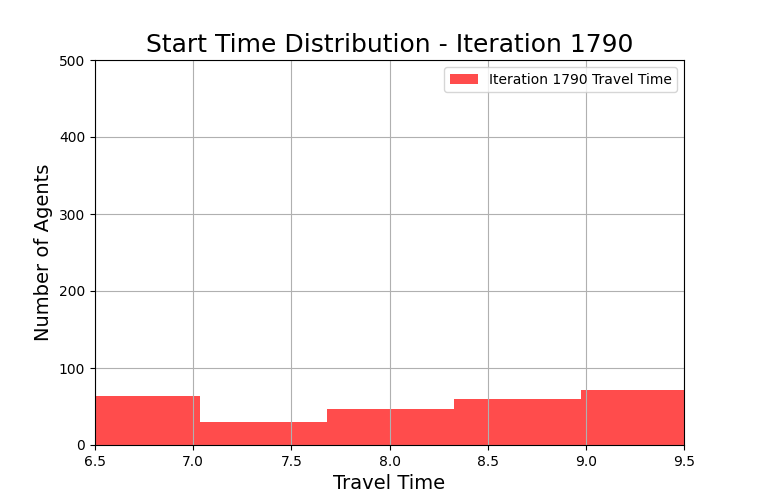 Start Time Distribution - Iteration 1790
500
Iteration 1790 Travel Time
400
300
200
100
0
Number of Agents
6.5 7.0 7.5 8.0 8.5 9.0 9.5
Travel Time